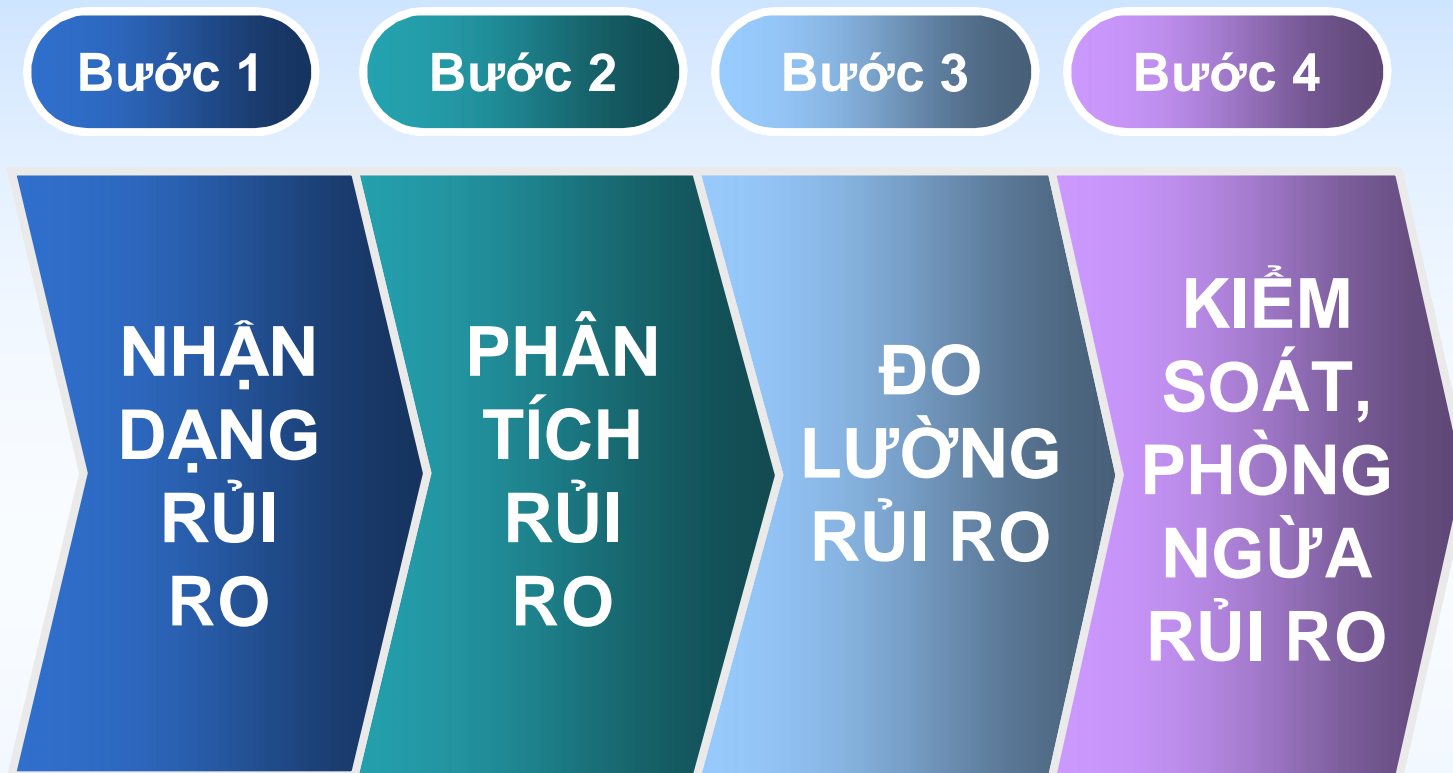 Bước 1
Bước 2
Bước 3
Bước 4
NHẬN
DẠNG
RỦI
RO
PHÂN
TÍCH
RỦI
RO
ĐO
LƯỜNG
RỦI RO
KIỂM
SOÁT,
PHÒNG
NGỪA
RỦI RO